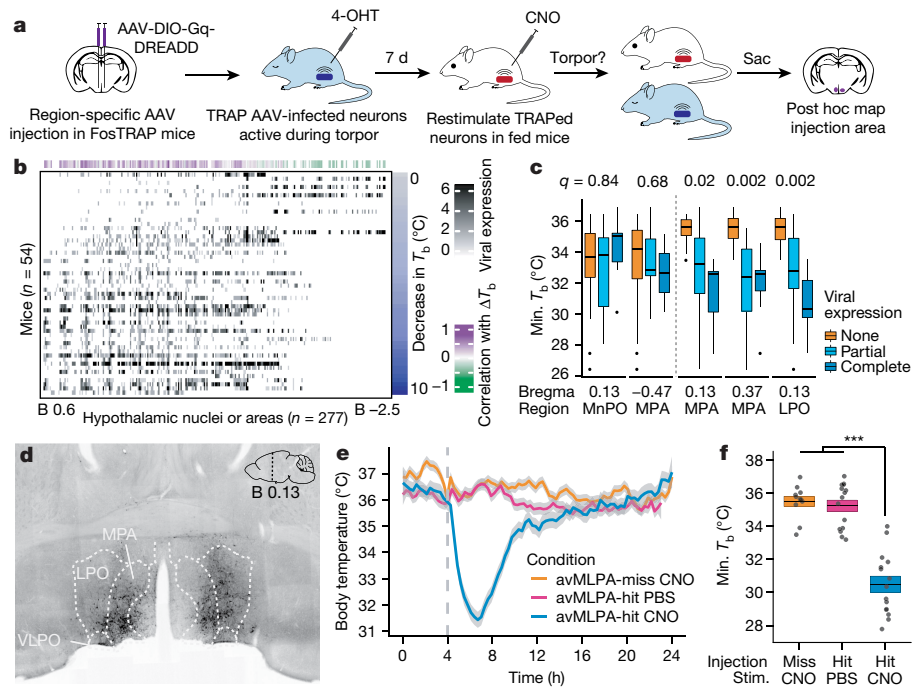 a
AAV-DIO-Gq-
DREADD
4-OHT
CNO
7 d
Torpor?
Sac
Region-specific AAV
injection in FosTRAP mice
TRAP AAV-infected neurons
active during torpor
Restimulate TRAPed
neurons in fed mice
Post hoc map
injection area
b
Mice (n = 54)
0
10
Decrease in Tb (°C)
6
4
2
0
Viral expression
1
0
−1
Correlation with ΔTb
B 0.6
B −2.5
Hypothalamic nuclei or areas (n = 277)
c
q = 0.84 0.68 0.02 0.002 0.002
Min. Tb (°C)
36
34
32
30
28
26
Viral
expression
None
Partial
Complete
Bregma 0.13 −0.47 0.13 0.37 0.13
Region MnPO MPA MPA MPA LPO
d
B 0.13
MPA
LPO
VLPO
e
Body temperature (°C)
37
36
35
34
33
32
31
Condition
avMLPA-miss CNO
avMLPA-hit PBS
avMLPA-hit CNO
0 4 8 12 16 20 24
Time (h)
f
***
Min. Tb (°C)
36
34
32
30
28
Injection Miss Hit Hit
Stim. CNO PBS CNO